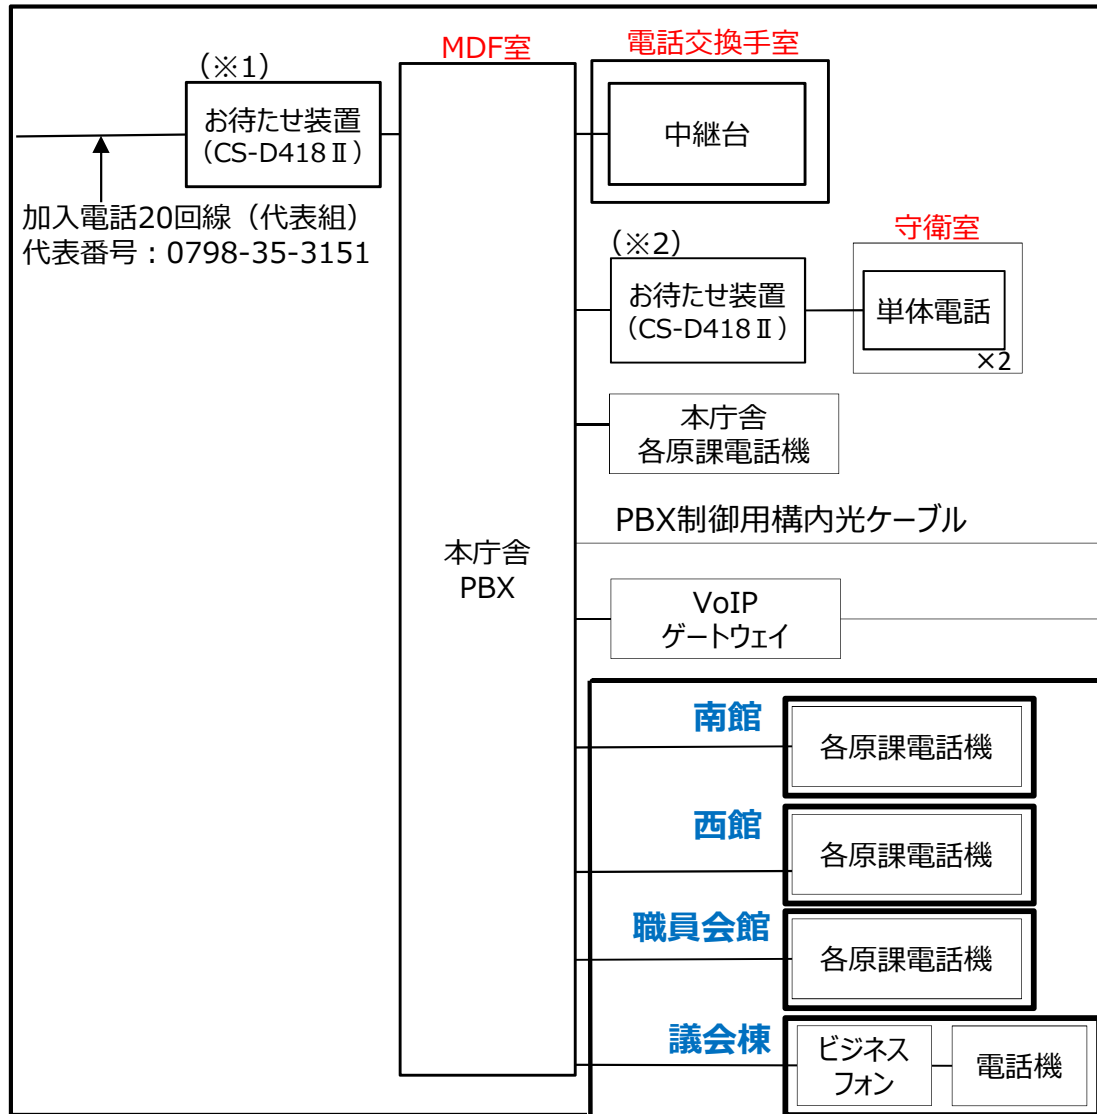 MDF室
電話交換手室
(※1)
お待たせ装置
(CS-D418Ⅱ)
中継台
加入電話20回線（代表組）
代表番号：0798-35-3151
守衛室
(※2)
お待たせ装置
(CS-D418Ⅱ)
単体電話
×2
本庁舎
各原課電話機
PBX制御用構内光ケーブル
本庁舎
PBX
VoIP
ゲートウェイ
南館
各原課電話機
西館
各原課電話機
職員会館
各原課電話機
議会棟
ビジネス
フォン
電話機